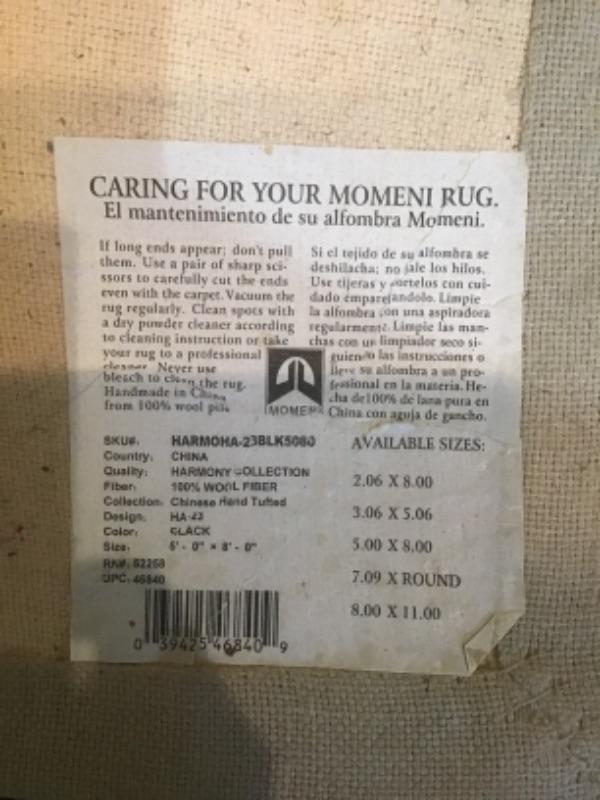 CARING FOR YOUR MOMENI RUG.
El mantenimiento de su alfombra Momeni.
If long ends appear; don't pull
them. Use a pair of sharp sci-
ssors to carefully cut the ends
even with the carpet. Vacuum the
rug regularly. Clean spots with
a day powder cleaner according
to cleaning instruction or take
your rug to a professional
cleaner. Never use
bleach to clean the rug.
Handmade in China
from 100% wool pile
Si el tejido de su alfombra se
deshilacha; no jale los hilos.
Use tijeras y cortelos con cui-
dado emparejandolo. Limpie
la alfombra con una aspiradora
regularmente. Limpie las man-
chas con un limpiador seco si-
guiendo las instrucciones o
lleve su alfombra a un pro-
fessional en la materia. He-
cha de100% de lana pura en
China con aguja de gancho.
MOMENI
SKU#: HARMOHA-23BLK5080
Country: CHINA
Quality: HARMONY COLLECTION
Fiber: 100% WOOL FIBER
Collection: Chinese Hand Tufted
Design: HA-23
Color: BLACK
Size: 5' - 0" x 8' - 0"
RN#: 62268
UPC: 46840
0 39425 46840 9
AVAILABLE SIZES:
2.06 X 8.00
3.06 X 5.06
5.00 X 8.00
7.09 X ROUND
8.00 X 11.00